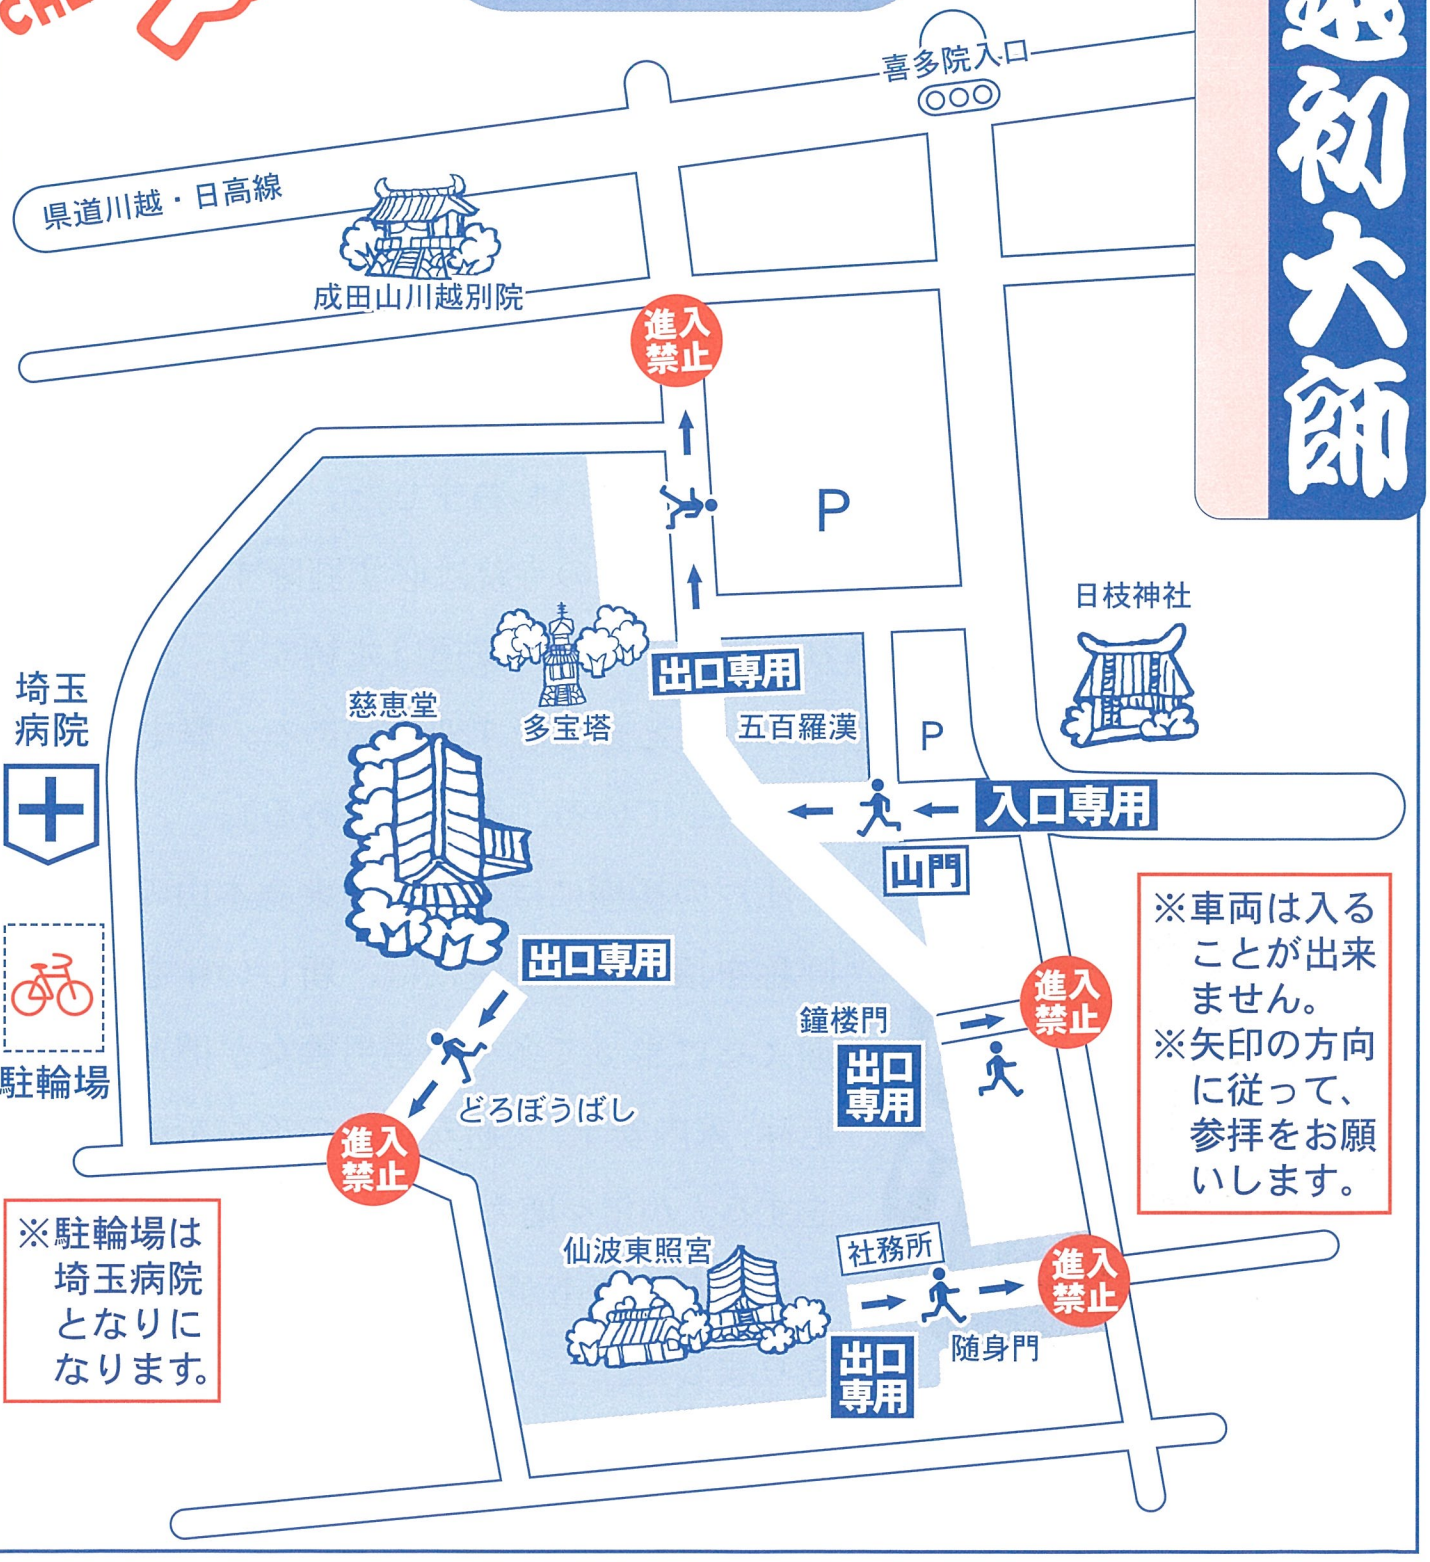 CHE
越初大師
喜多院入口
県道川越・日高線
成田山川越別院
進入
禁止
P
日枝神社
出口専用
五百羅漢
多宝塔
慈恵堂
埼玉
病院
P
入口専用
山門
※車両は入る
ことが出来
ません。
※矢印の方向
に従って、
参拝をお願
いします。
出口専用
進入
禁止
鐘楼門
出口
専用
駐輪場
どろぼうばし
進入
禁止
※駐輪場は
埼玉病院
となりに
なります。
仙波東照宮
社務所
進入
禁止
随身門
出口
専用